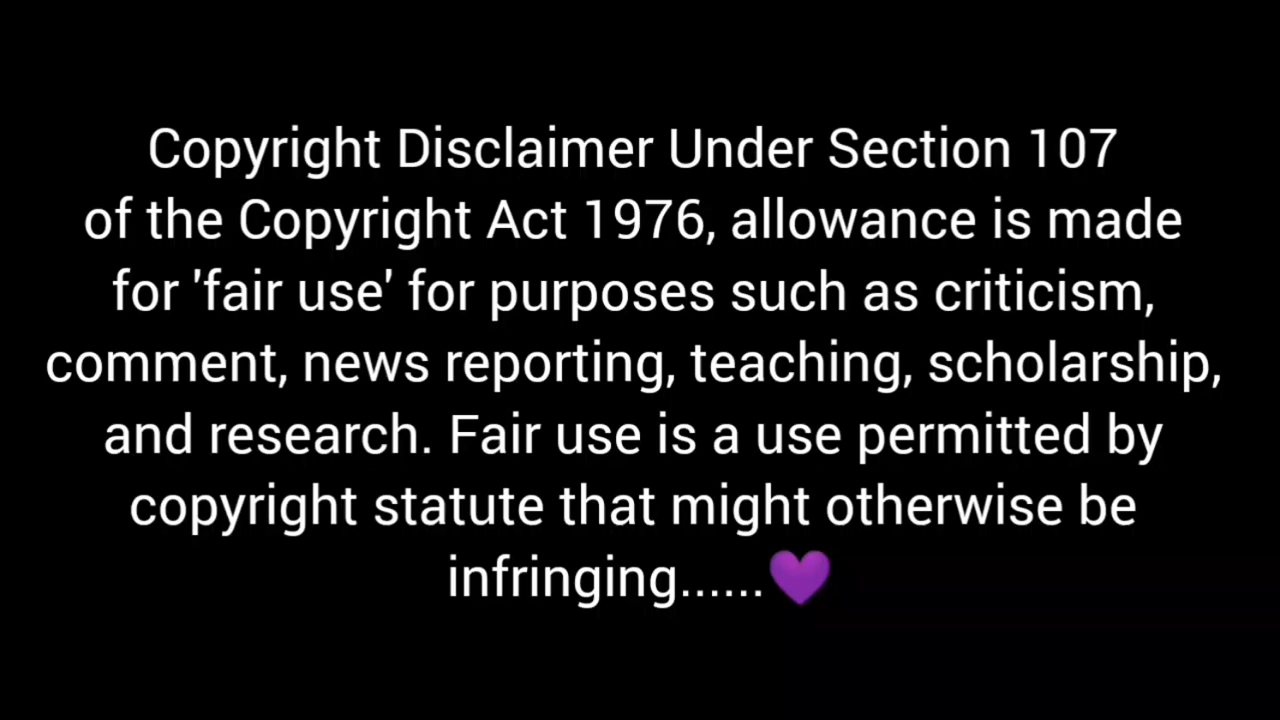 Copyright Disclaimer Under Section 107
of the Copyright Act 1976, allowance is made
for 'fair use' for purposes such as criticism,
comment, news reporting, teaching, scholarship,
and research. Fair use is a use permitted by
copyright statute that might otherwise be
infringing......💜